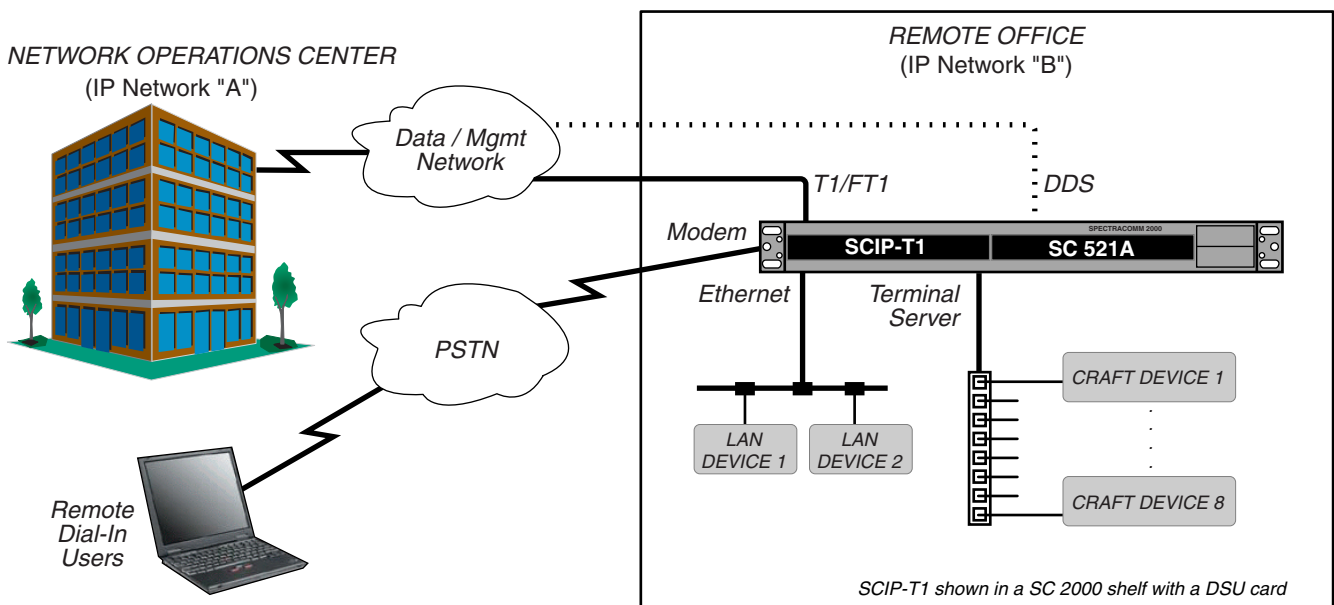 NETWORK OPERATIONS CENTER
(IP Network "A")
REMOTE OFFICE
(IP Network "B")
Data / Mgmt
Network
T1/FT1
DDS
Modem
SPECTRACOMM 2000
SCIP-T1
SC 521A
Ethernet
Terminal
Server
PSTN
CRAFT DEVICE 1
LAN
DEVICE 1
LAN
DEVICE 2
CRAFT DEVICE 8
Remote
Dial-In
Users
SCIP-T1 shown in a SC 2000 shelf with a DSU card